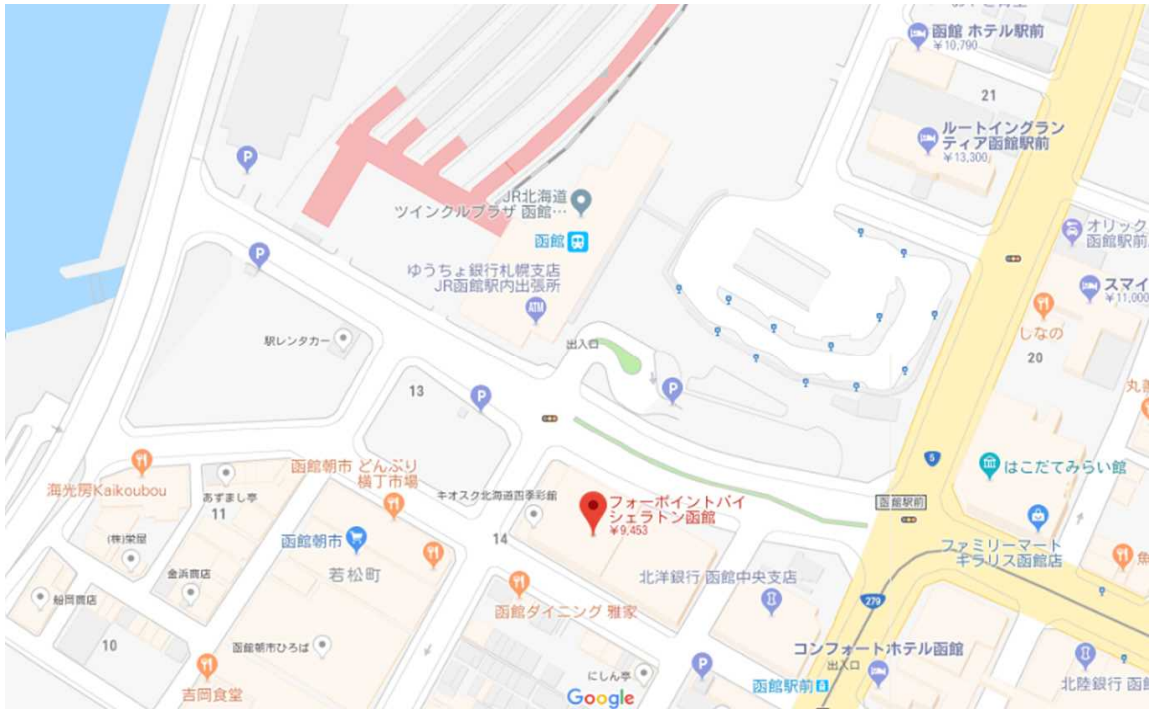 函館 ホテル駅前
¥10,790
21
ルートイングラン
ティア函館駅前
¥13,300
P
JR北海道
ツインクルプラザ 函館…
函館
オリック
函館駅前
P
ゆうちょ銀行札幌支店
JR函館駅内出張所
ATM
スマイ
¥11,000
しなの
駅レンタカー
出入口
20
13
P
P
丸善
5
はこだてみらい館
函館朝市 どんぶり
横丁市場
海光房Kaikoubou
あずまし亭
11
キオスク北海道四季彩館
フォーポイントバイ
シェラトン函館
¥9,453
函館駅前
(株)栄屋
函館朝市
14
ファミリーマート
キラリス函館店
魚
金浜商店
若松町
北洋銀行 函館中央支店
船岡商店
函館ダイニング 雅家
279
10
函館朝市ひろば
コンフォートホテル函館
出入口
P
にしん亭
函館駅前
北陸銀行 函館
吉岡食堂
Google